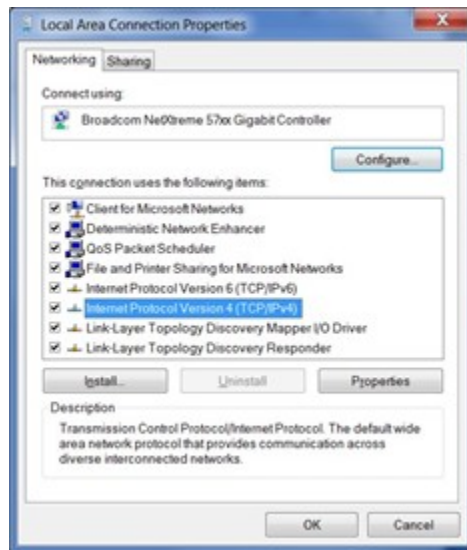 Local Area Connection Properties
Networking Sharing
Connect using:
Broadcom NetXtreme 57xx Gigabit Controller
Configure...
This connection uses the following items:
Client for Microsoft Networks
Deterministic Network Enhancer
QoS Packet Scheduler
File and Printer Sharing for Microsoft Networks
Internet Protocol Version 6 (TCP/IPv6)
Internet Protocol Version 4 (TCP/IPv4)
Link-Layer Topology Discovery Mapper I/O Driver
Link-Layer Topology Discovery Responder
Install... Uninstall Properties
Description
Transmission Control Protocol/Internet Protocol. The default wide
area network protocol that provides communication across
diverse interconnected networks.
OK Cancel